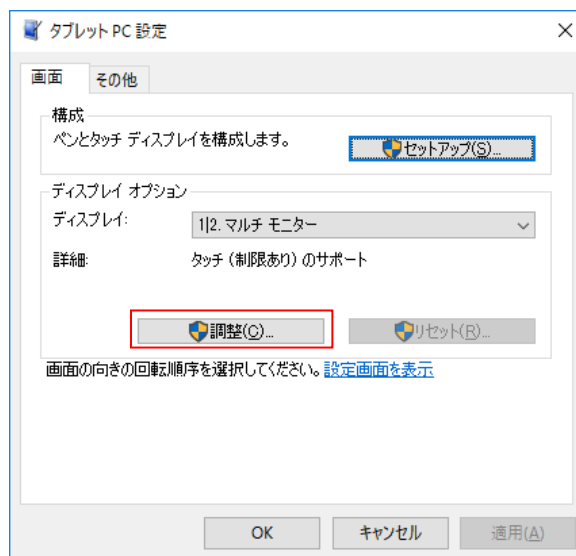 タブレット PC 設定
画面
その他
構成
ペンとタッチ ディスプレイを構成します。
セットアップ(S)...
ディスプレイ オプション
ディスプレイ:
1|2. マルチ モニター
詳細:
タッチ (制限あり) のサポート
調整(C)...
リセット(R)...
画面の向きの回転順序を選択してください。設定画面を表示
OK
キャンセル
適用(A)